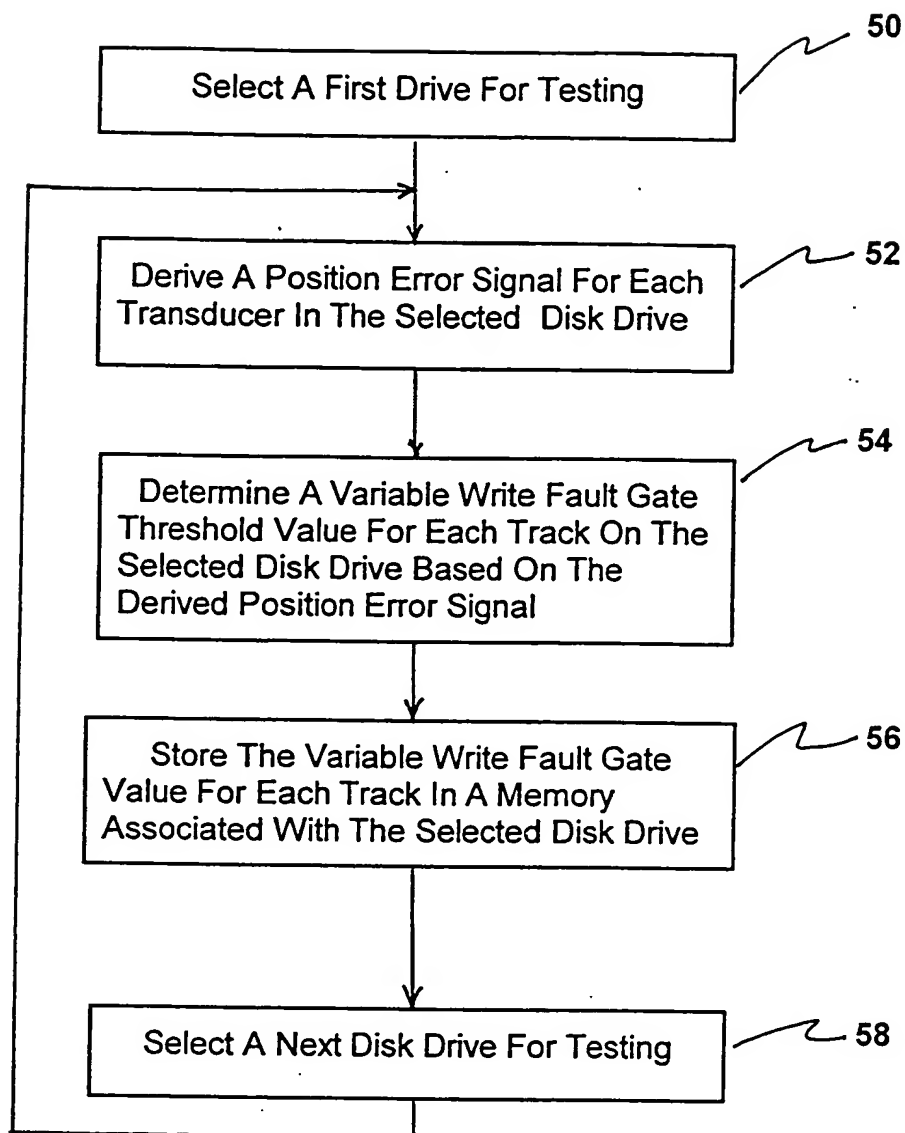 50
Select A First Drive For Testing
52
Derive A Position Error Signal For Each
Transducer In The Selected Disk Drive
54
Determine A Variable Write Fault Gate
Threshold Value For Each Track On The
Selected Disk Drive Based On The
Derived Position Error Signal
56
Store The Variable Write Fault Gate
Value For Each Track In A Memory
Associated With The Selected Disk Drive
58
Select A Next Disk Drive For Testing